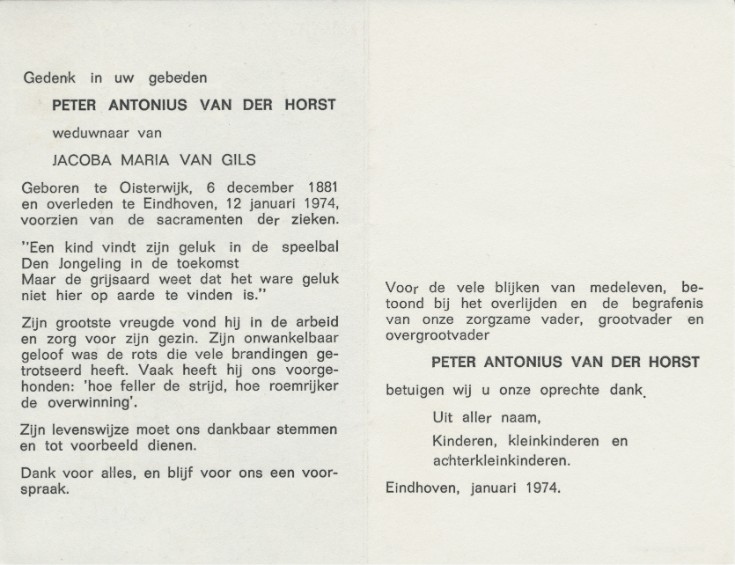 Gedenk in uw gebeden
PETER ANTONIUS VAN DER HORST
weduwnaar van
JACOBA MARIA VAN GILS
Geboren te Oisterwijk, 6 december 1881
en overleden te Eindhoven, 12 januari 1974,
voorzien van de sacramenten der zieken.
"Een kind vindt zijn geluk in de speelbal
Den Jongeling in de toekomst
Maar de grijsaard weet dat het ware geluk
niet hier op aarde te vinden is."
Zijn grootste vreugde vond hij in de arbeid
en zorg voor zijn gezin. Zijn onwankelbaar
geloof was de rots die vele brandingen ge-
trotseerd heeft. Vaak heeft hij ons voorge-
honden: 'hoe feller de strijd, hoe roemrijker
de overwinning'.
Zijn levenswijze moet ons dankbaar stemmen
en tot voorbeeld dienen.
Dank voor alles, en blijf voor ons een voor-
spraak.
Voor de vele blijken van medeleven, be-
toond bij het overlijden en de begrafenis
van onze zorgzame vader, grootvader en
overgrootvader
PETER ANTONIUS VAN DER HORST
betuigen wij u onze oprechte dank.
Uit aller naam,
Kinderen, kleinkinderen en
achterkleinkinderen.
Eindhoven, januari 1974.